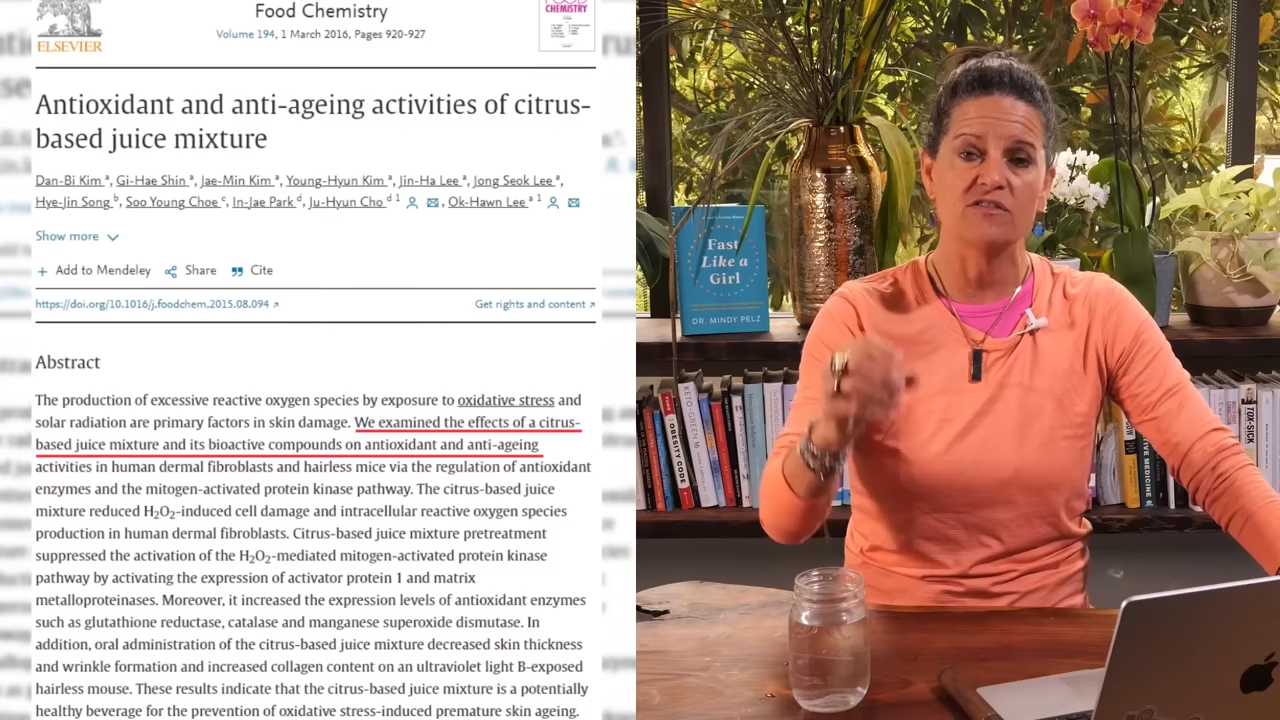 Food Chemistry
Volume 194, 1 March 2016, Pages 920-927
ELSEVIER
Antioxidant and anti-ageing activities of citrus-
based juice mixture
Dan-Bi Kim a, Gi-Hae Shin a, Jae-Min Kim a, Young-Hyun Kim a, Jin-Ha Lee a, Jong Seok Lee a,
Hye-Jin Song b, Soo Young Choe c, In-Jae Park d, Ju-Hyun Cho d 1, Ok-Hawn Lee a 1
Show more
+ Add to Mendeley Share Cite
https://doi.org/10.1016/j.foodchem.2015.08.094 Get rights and content
Abstract
The production of excessive reactive oxygen species by exposure to oxidative stress and
solar radiation are primary factors in skin damage. We examined the effects of a citrus-
based juice mixture and its bioactive compounds on antioxidant and anti-ageing
activities in human dermal fibroblasts and hairless mice via the regulation of antioxidant
enzymes and the mitogen-activated protein kinase pathway. The citrus-based juice
mixture reduced H₂O₂-induced cell damage and intracellular reactive oxygen species
production in human dermal fibroblasts. Citrus-based juice mixture pretreatment
suppressed the activation of the H₂O₂-mediated mitogen-activated protein kinase
pathway by activating the expression of activator protein 1 and matrix
metalloproteinases. Moreover, it increased the expression levels of antioxidant enzymes
such as glutathione reductase, catalase and manganese superoxide dismutase. In
addition, oral administration of the citrus-based juice mixture decreased skin thickness
and wrinkle formation and increased collagen content on an ultraviolet light B-exposed
hairless mouse. These results indicate that the citrus-based juice mixture is a potentially
healthy beverage for the prevention of oxidative stress-induced premature skin ageing.
Fast
Like a
Girl
DR. MINDY PELZ
OBESITY CODE
KETO-GREEN 16
TOX-SICK